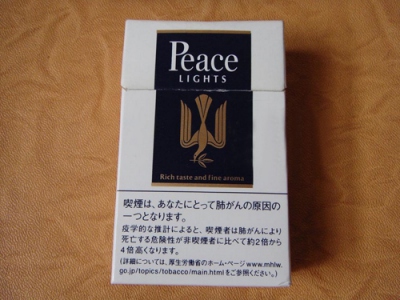 Peace
LIGHTS
Rich taste and fine aroma
喫煙は、あなたにとって肺がんの原因の
一つとなります。
疫学的な推計によると、喫煙者は肺がんにより
死亡する危険性が非喫煙者に比べて約2倍から
4倍高くなります。
(詳細については、厚生労働省のホーム・ページ www.mhlw.
go.jp/topics/tobacco/main.html をご参照ください。)